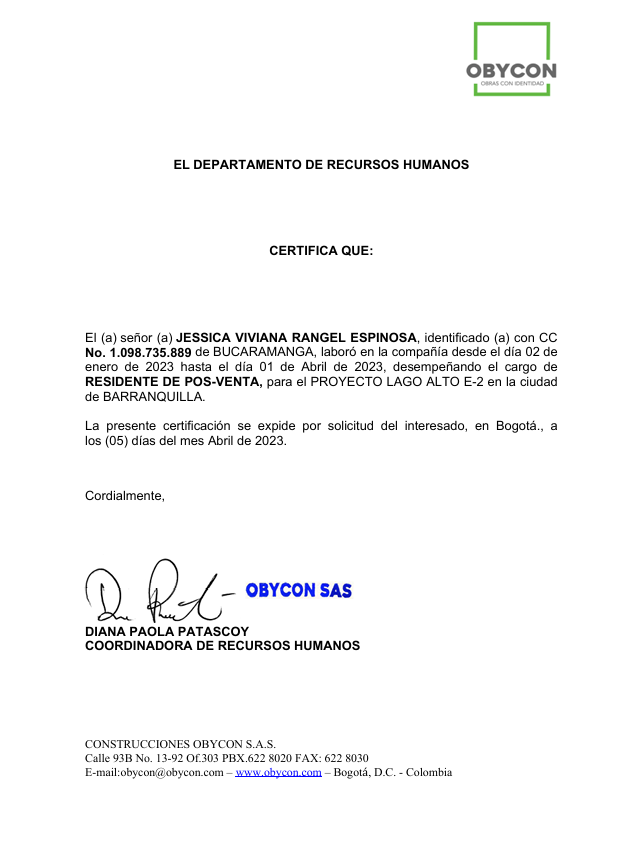 OBYCON
OBRAS CON IDENTIDAD
EL DEPARTAMENTO DE RECURSOS HUMANOS
CERTIFICA QUE:
El (a) señor (a) JESSICA VIVIANA RANGEL ESPINOSA, identificado (a) con CC
No. 1.098.735.889 de BUCARAMANGA, laboró en la compañía desde el día 02 de
enero de 2023 hasta el día 01 de Abril de 2023, desempeñando el cargo de
RESIDENTE DE POS-VENTA, para el PROYECTO LAGO ALTO E-2 en la ciudad
de BARRANQUILLA.
La presente certificación se expide por solicitud del interesado, en Bogotá., a
los (05) días del mes Abril de 2023.
Cordialmente,
OBYCON SAS
DIANA PAOLA PATASCOY
COORDINADORA DE RECURSOS HUMANOS
CONSTRUCCIONES OBYCON S.A.S.
Calle 93B No. 13-92 Of.303 PBX.622 8020 FAX: 622 8030
E-mail:obycon@obycon.com – www.obycon.com – Bogotá, D.C. - Colombia